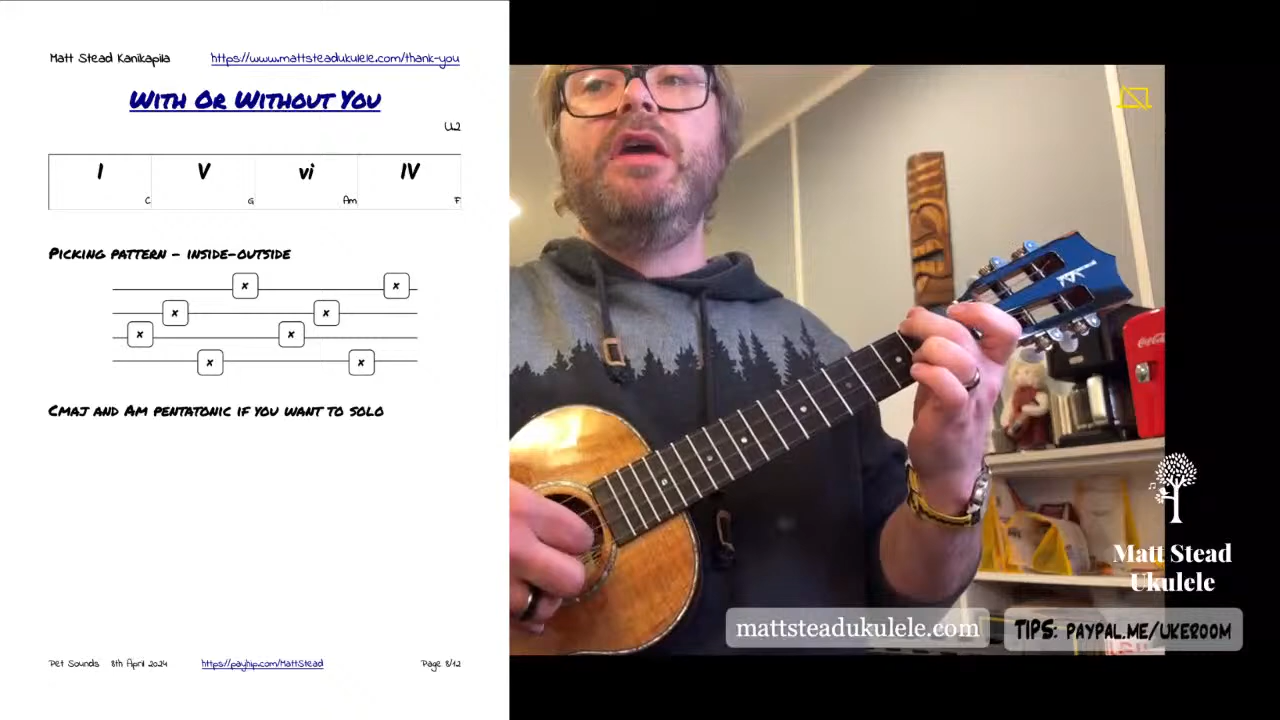 Matt Stead Kanikapila https://www.mattsteadukulele.com/thank-you
With Or Without You
U2
I V vi IV
C G Am F
Picking pattern - inside-outside
x x
x x
x x
x x
Cmaj and Am pentatonic if you want to solo
Pet Sounds 8th April 2024 https://payhip.com/MattStead Page 8/12
Coca-Cola
Matt Stead
Ukulele
mattsteadukulele.com
TIPS: PAYPAL.ME/UKEROOM